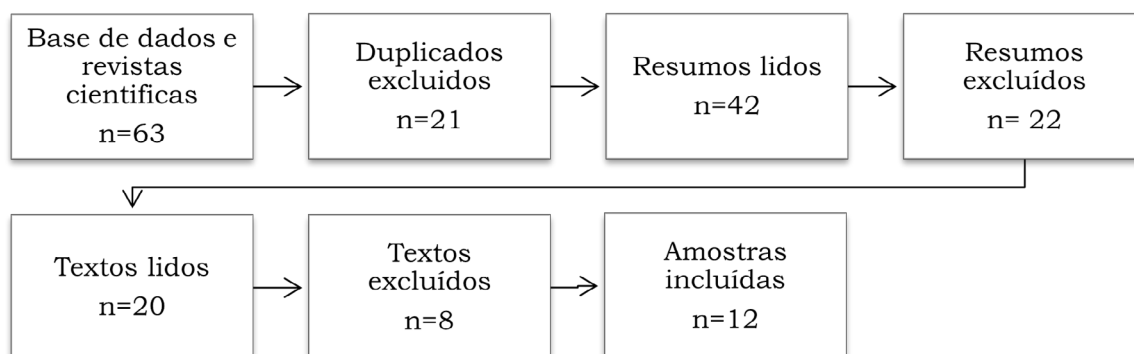 Base de dados e
revistas
cientificas
n=63
Duplicados
excluidos
n=21
Resumos lidos
n=42
Resumos
excluídos
n= 22
Textos lidos
n=20
Textos
excluídos
n=8
Amostras
incluídas
n=12